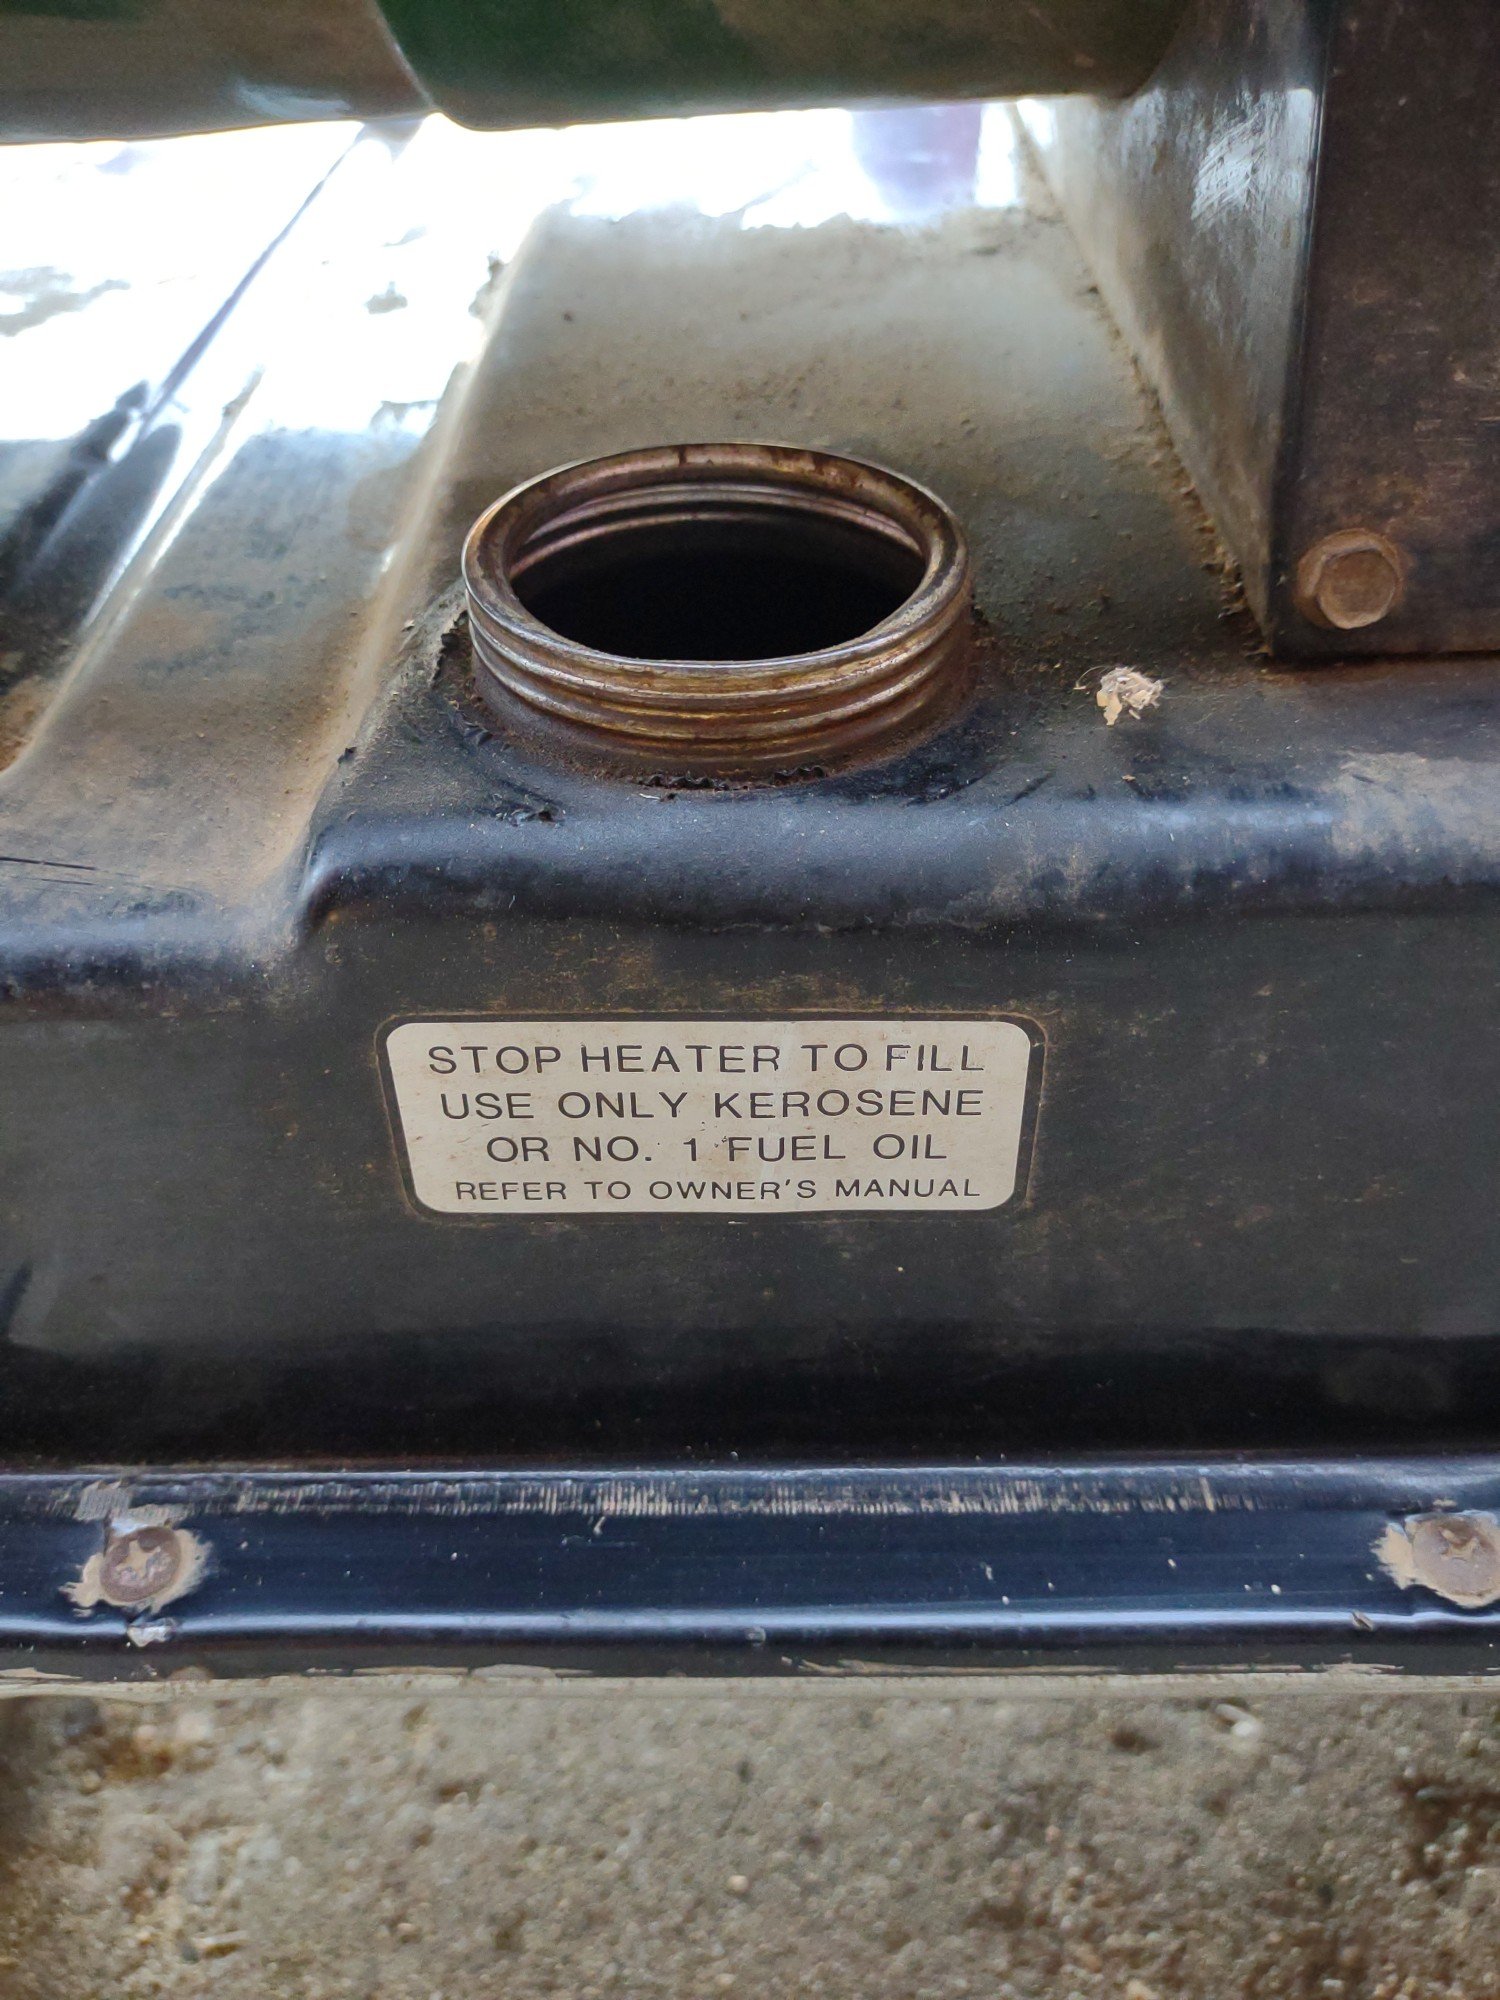 STOP HEATER TO FILL
USE ONLY KEROSENE
OR NO. 1 FUEL OIL
REFER TO OWNER'S MANUAL